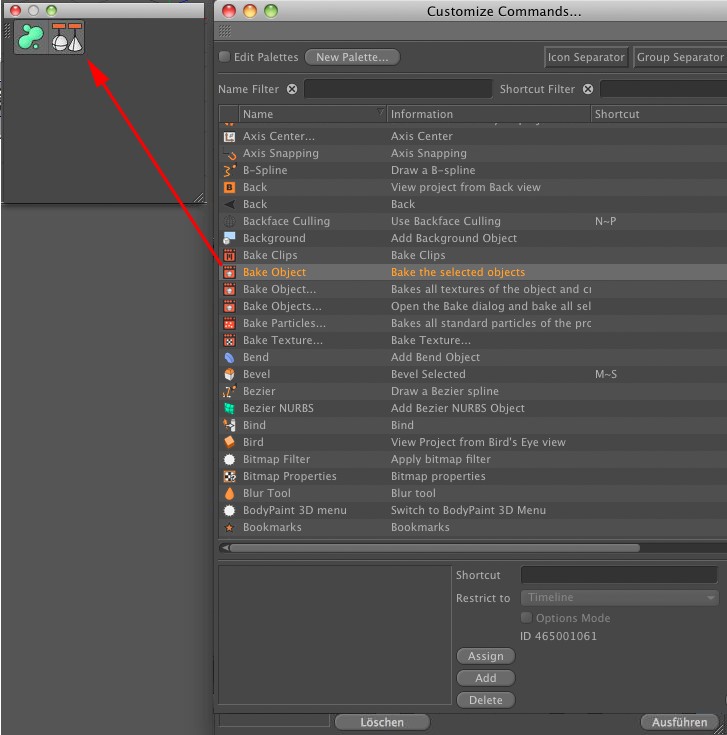 Customize Commands...
Edit Palettes New Palette... Icon Separator Group Separator
Name Filter Shortcut Filter
Name Information Shortcut
Axis Center... Axis Center
Axis Snapping Axis Snapping
B-Spline Draw a B-spline
B Back View project from Back view
Back Back
Backface Culling Use Backface Culling N~P
Background Add Background Object
Bake Clips Bake Clips
Bake Object Bake the selected objects
Bake Object... Bakes all textures of the object and cr
Bake Objects... Open the Bake dialog and bake all sel
Bake Particles... Bakes all standard particles of the pro
Bake Texture... Bake Texture...
Bend Add Bend Object
Bevel Bevel Selected M~S
Bezier Draw a Bezier spline
Bezier NURBS Add Bezier NURBS Object
Bind Bind
Bird View Project from Bird's Eye view
Bitmap Filter Apply bitmap filter
Bitmap Properties Bitmap properties
Blur Tool Blur tool
BodyPaint 3D menu Switch to BodyPaint 3D Menu
Bookmarks Bookmarks
Shortcut
Restrict to Timeline
Options Mode
ID 465001061
Assign
Add
Delete
Löschen Ausführen